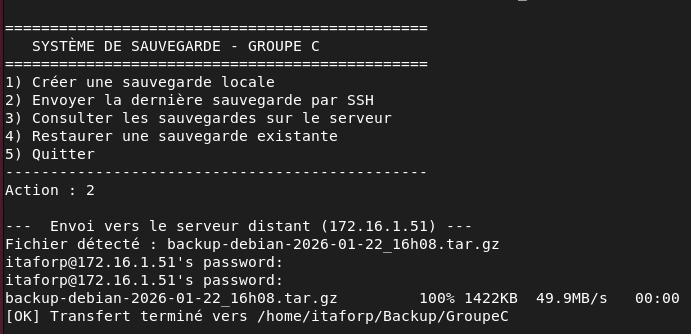 ===============================================
SYSTÈME DE SAUVEGARDE - GROUPE C
===============================================
1) Créer une sauvegarde locale
2) Envoyer la dernière sauvegarde par SSH
3) Consulter les sauvegardes sur le serveur
4) Restaurer une sauvegarde existante
5) Quitter
-----------------------------------------------
Action : 2
---  Envoi vers le serveur distant (172.16.1.51) ---
Fichier détecté : backup-debian-2026-01-22_16h08.tar.gz
itaforp@172.16.1.51's password:
itaforp@172.16.1.51's password:
backup-debian-2026-01-22_16h08.tar.gz         100% 1422KB  49.9MB/s   00:00
[OK] Transfert terminé vers /home/itaforp/Backup/GroupeC